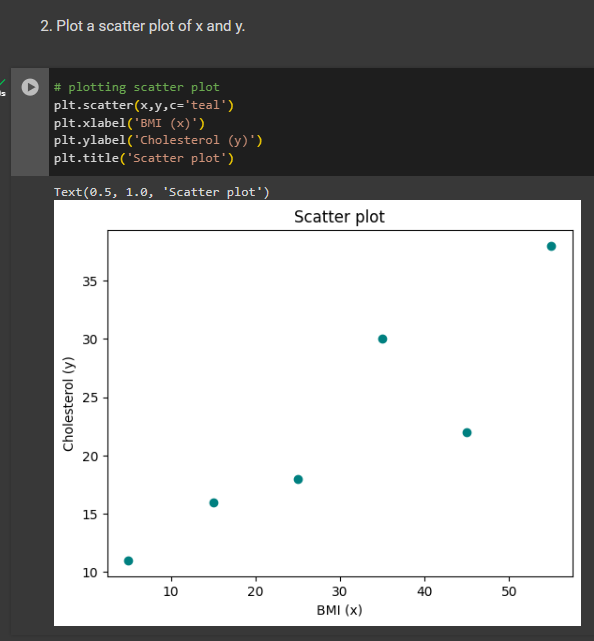 2. Plot a scatter plot of x and y.
# plotting scatter plot
plt.scatter(x,y,c='teal')
plt.xlabel('BMI (x)')
plt.ylabel('Cholesterol (y)')
plt.title('Scatter plot')
Text(0.5, 1.0, 'Scatter plot')
Scatter plot
Cholesterol (y)
35
30
25
20
15
10
10 20 30 40 50
BMI (x)